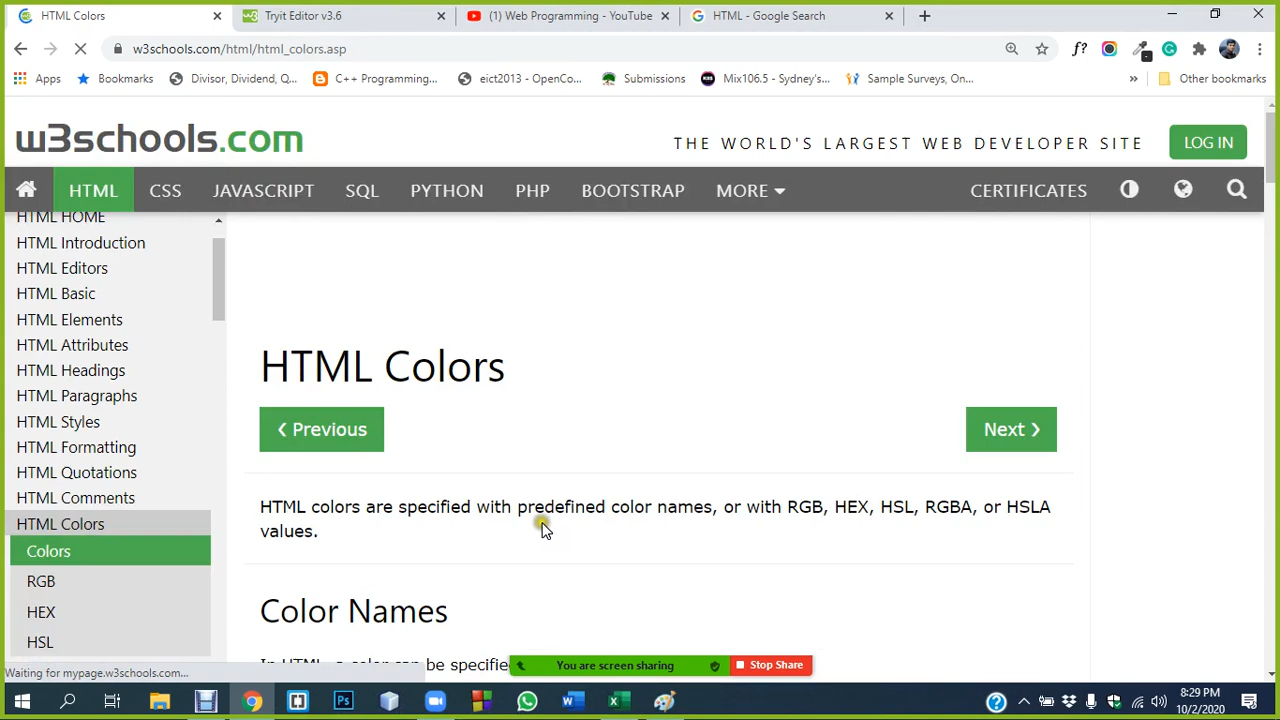 HTML Colors
Tryit Editor v3.6
(1) Web Programming - YouTube
HTML - Google Search
w3schools.com/html/html_colors.asp
Apps
Bookmarks
Divisor, Dividend, Q...
C++ Programming...
eict2013 - OpenCo...
Submissions
Mix106.5 - Sydney's...
Sample Surveys, On...
Other bookmarks
w3schools.com
THE WORLD'S LARGEST WEB DEVELOPER SITE
LOG IN
HTML
CSS
JAVASCRIPT
SQL
PYTHON
PHP
BOOTSTRAP
MORE
CERTIFICATES
HTML HOME
HTML Introduction
HTML Editors
HTML Basic
HTML Elements
HTML Attributes
HTML Headings
HTML Paragraphs
HTML Styles
HTML Formatting
HTML Quotations
HTML Comments
HTML Colors
Colors
RGB
HEX
HSL
HTML Colors
❮ Previous
Next ❯
HTML colors are specified with predefined color names, or with RGB, HEX, HSL, RGBA, or HSLA
values.
Color Names
In HTML, a color can be specifie
Waiting for mypage.w3schools.com...
You are screen sharing
Stop Share
8:29 PM
10/2/2020